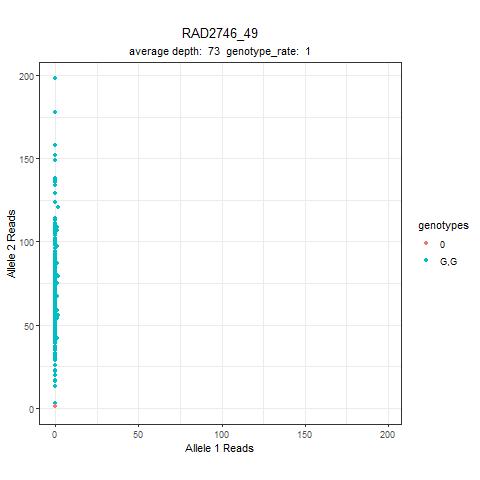 RAD2746_49
average depth:  73  genotype_rate:  1
Allele 2 Reads
200
150
100
50
0
0
50
100
150
200
Allele 1 Reads
genotypes
0
G,G